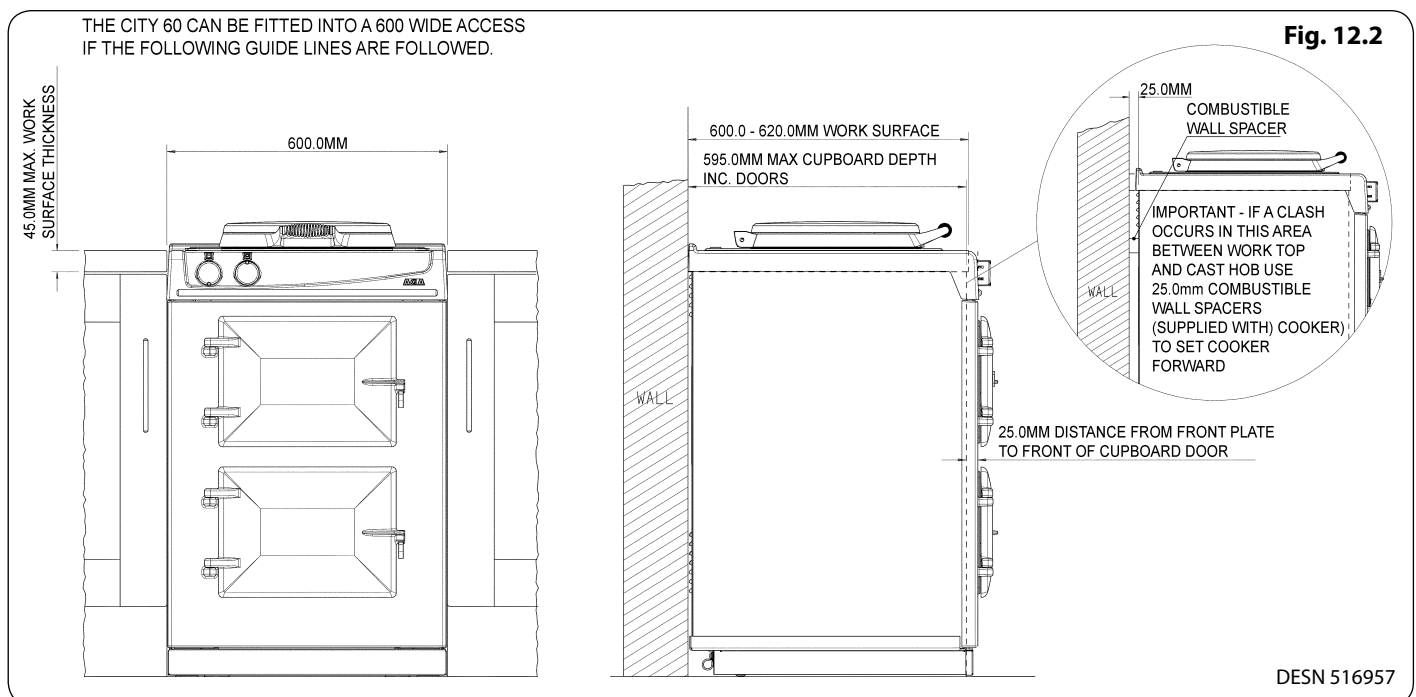 THE CITY 60 CAN BE FITTED INTO A 600 WIDE ACCESS
IF THE FOLLOWING GUIDE LINES ARE FOLLOWED.
Fig. 12.2
45.0MM MAX. WORK
SURFACE THICKNESS
600.0MM
AGA
600.0 - 620.0MM WORK SURFACE
595.0MM MAX CUPBOARD DEPTH
INC. DOORS
WALL
25.0MM DISTANCE FROM FRONT PLATE
TO FRONT OF CUPBOARD DOOR
25.0MM
COMBUSTIBLE
WALL SPACER
WALL
IMPORTANT - IF A CLASH
OCCURS IN THIS AREA
BETWEEN WORK TOP
AND CAST HOB USE
25.0mm COMBUSTIBLE
WALL SPACERS
(SUPPLIED WITH) COOKER)
TO SET COOKER
FORWARD
DESN 516957